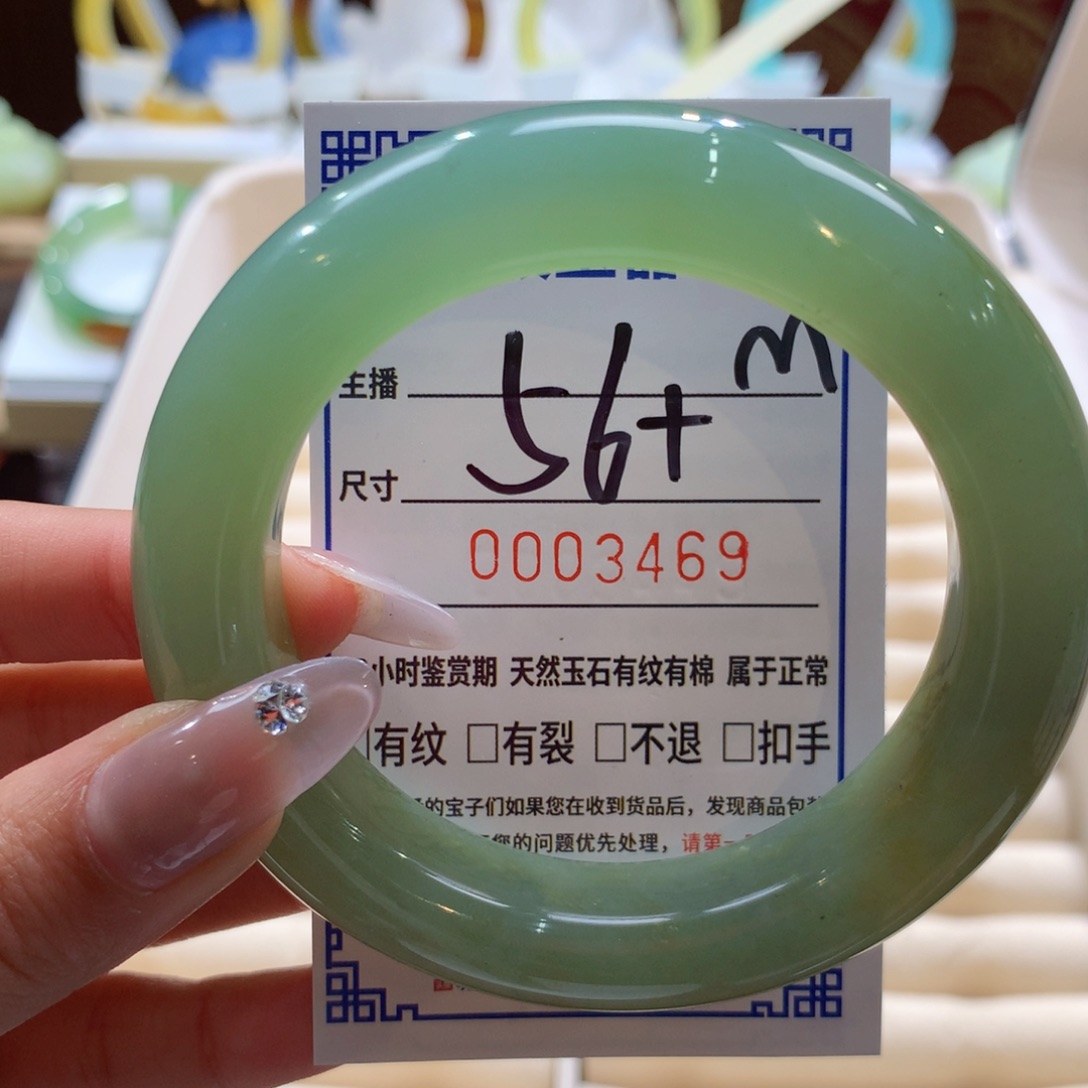 M
主播
56+
尺寸
0003469
小时鉴赏期 天然玉石有纹有棉 属于正常
有纹 □有裂 □不退 □扣手
的宝子们如果您在收到货品后，发现商品包
您的问题优先处理，请第一